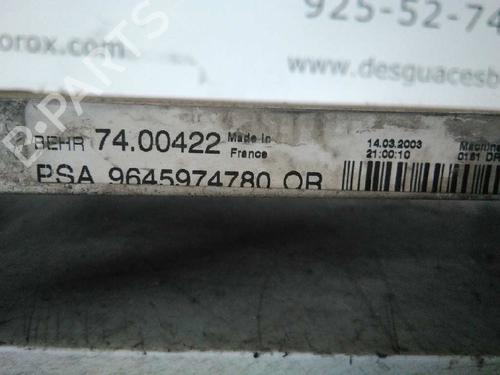 orox.com
925-52-74
www.desguacesb
B-PARTS
BEHR 74.00422 Made In France
14.03.2003
21:00:10
Machine
0181
PSA 9645974780 OR